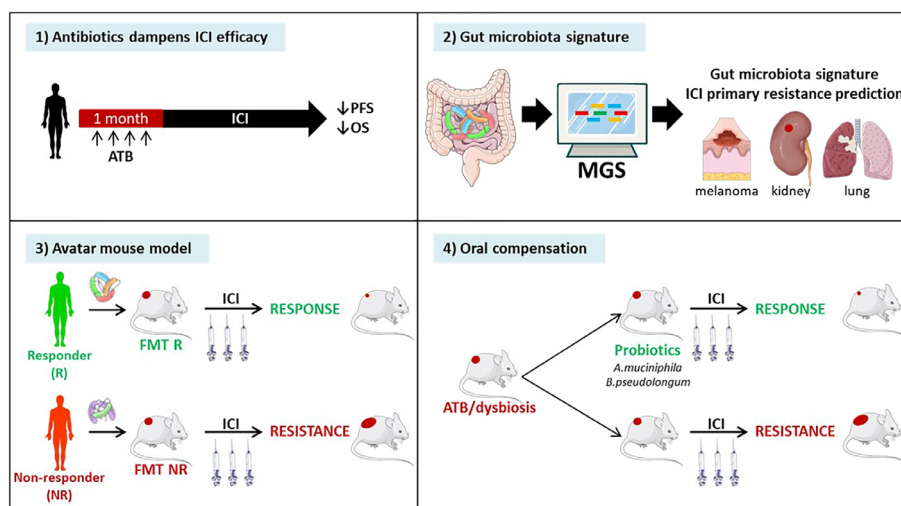 1) Antibiotics dampens ICI efficacy
1 month
ICI
ATB
↓PFS
↓OS
2) Gut microbiota signature
MGS
Gut microbiota signature
ICI primary resistance prediction
melanoma
kidney
lung
3) Avatar mouse model
Responder
(R)
FMT R
ICI
RESPONSE
Non-responder
(NR)
FMT NR
ICI
RESISTANCE
4) Oral compensation
ATB/dysbiosis
Probiotics
A.muciniphila
B.pseudolongum
ICI
RESPONSE
ICI
RESISTANCE